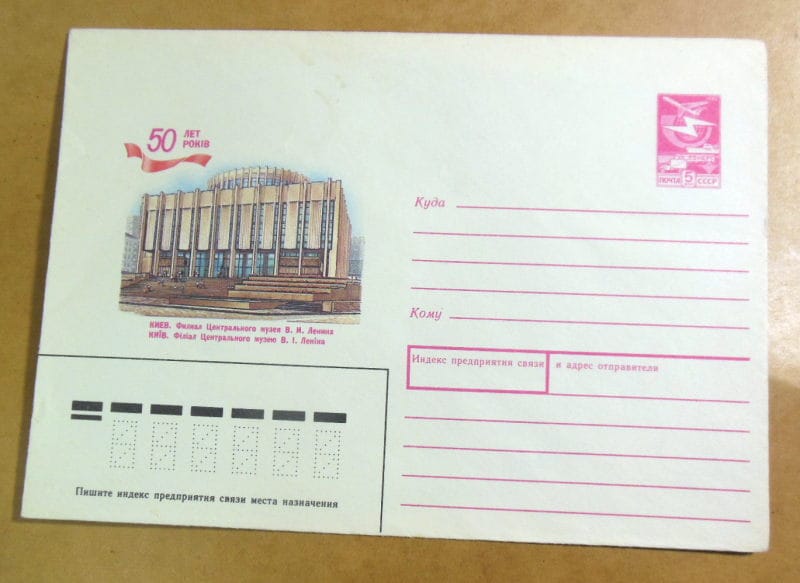 50 ЛЕТ
РОКІВ
ПОЧТА 5 СССР
Куда
КИЕВ. Филиал Центрального музея В. И. Ленина
КИЇВ. Філіал Центрального музею В. І. Леніна
Кому
Индекс предприятия связи и адрес отправителя
Пишите индекс предприятия связи места назначения